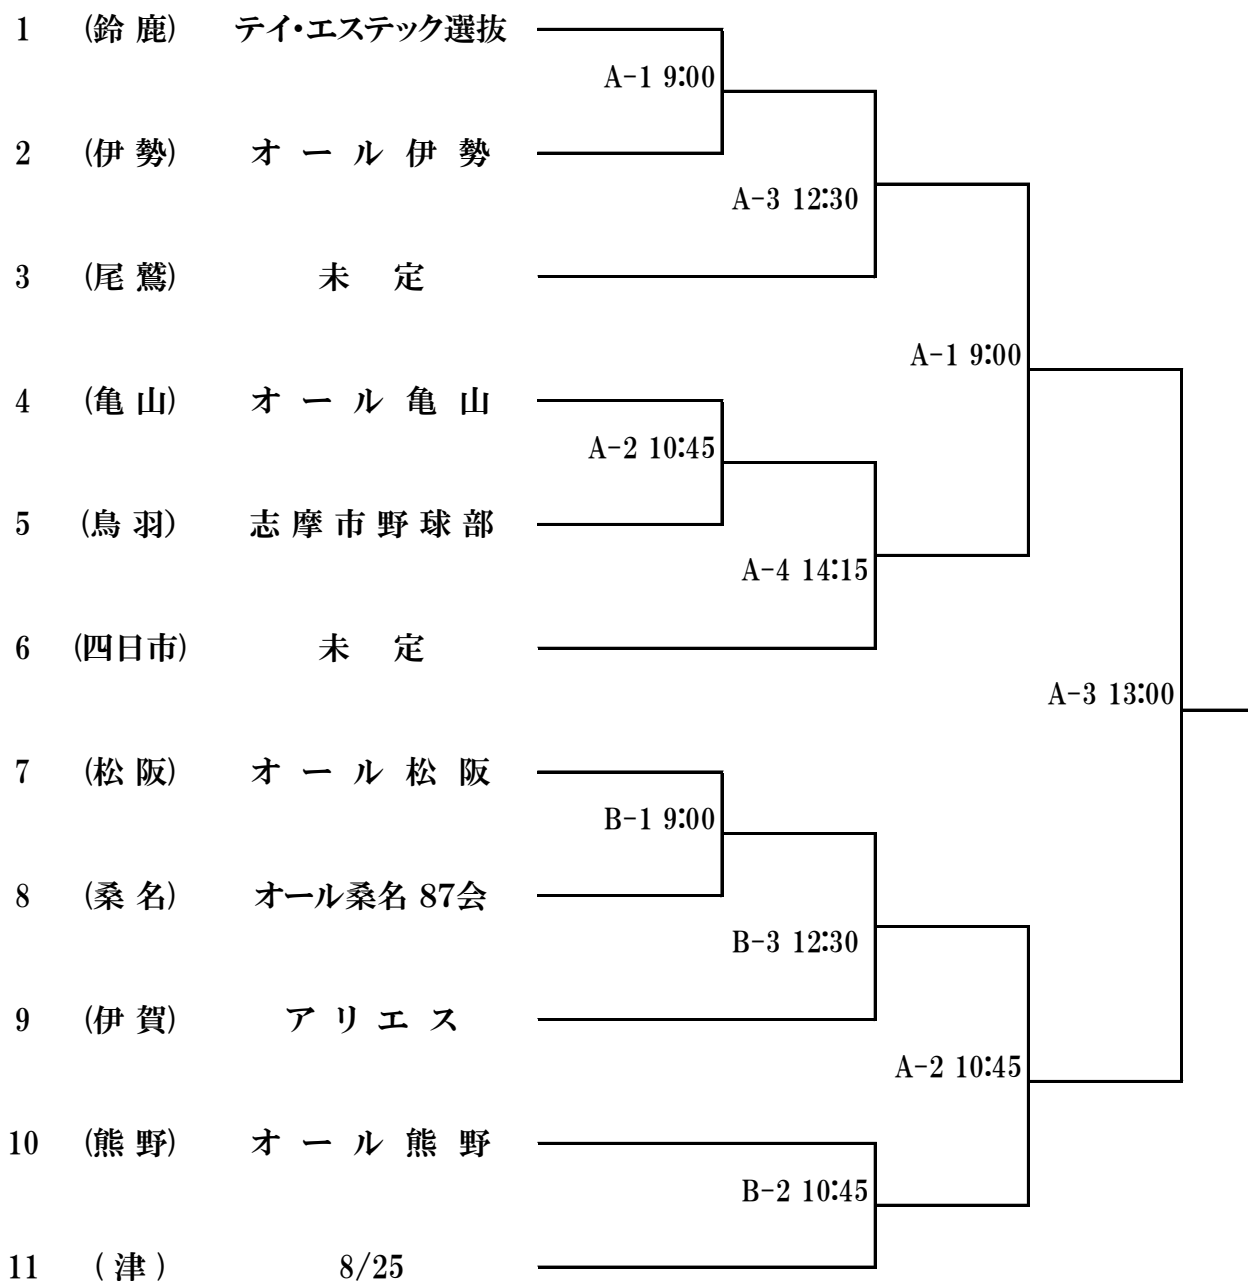 1 (鈴 鹿) テイ・エステック選抜
A-1 9:00
2 (伊 勢) オ ー ル 伊 勢
A-3 12:30
3 (尾 鷲) 未 定
A-1 9:00
4 (亀 山) オ ー ル 亀 山
A-2 10:45
5 (鳥 羽) 志 摩 市 野 球 部
A-4 14:15
6 (四日市) 未 定
A-3 13:00
7 (松 阪) オ ー ル 松 阪
B-1 9:00
8 (桑 名) オール桑名 87会
B-3 12:30
9 (伊 賀) ア リ エ ス
A-2 10:45
10 (熊 野) オ ー ル 熊 野
B-2 10:45
11 ( 津 ) 8/25